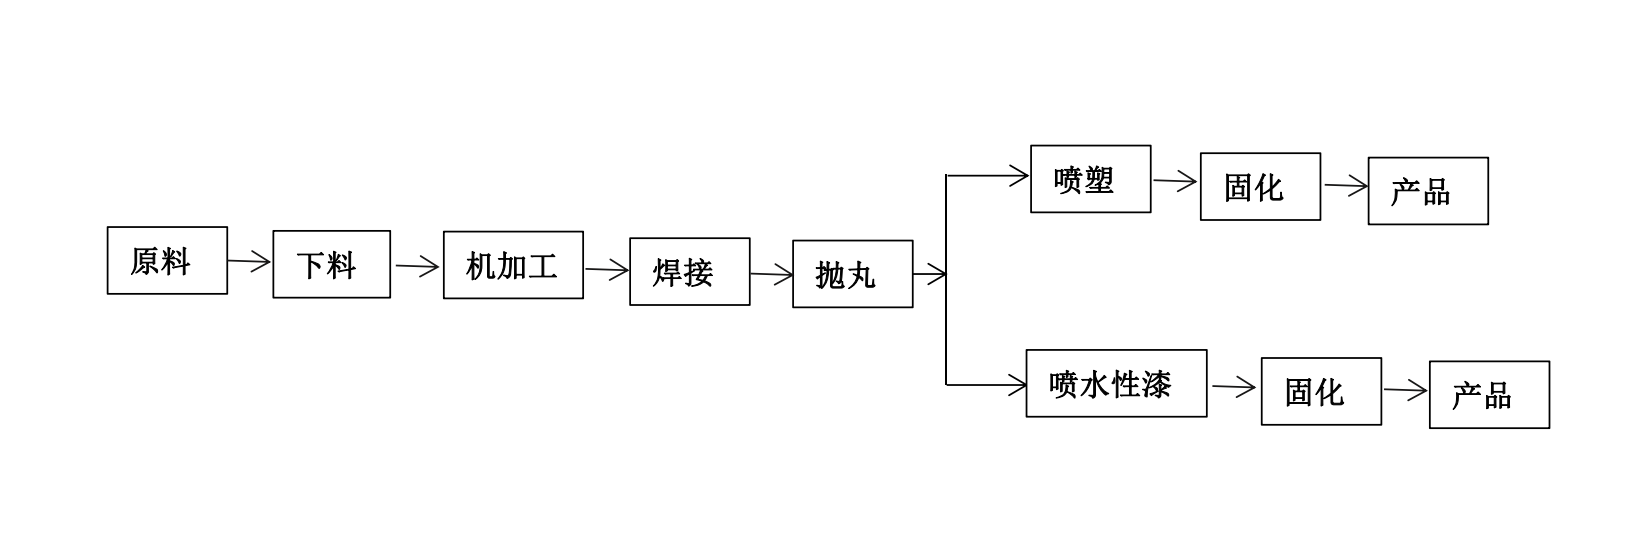 原料
下料
机加工
焊接
抛丸
喷塑
固化
产品
喷水性漆
固化
产品